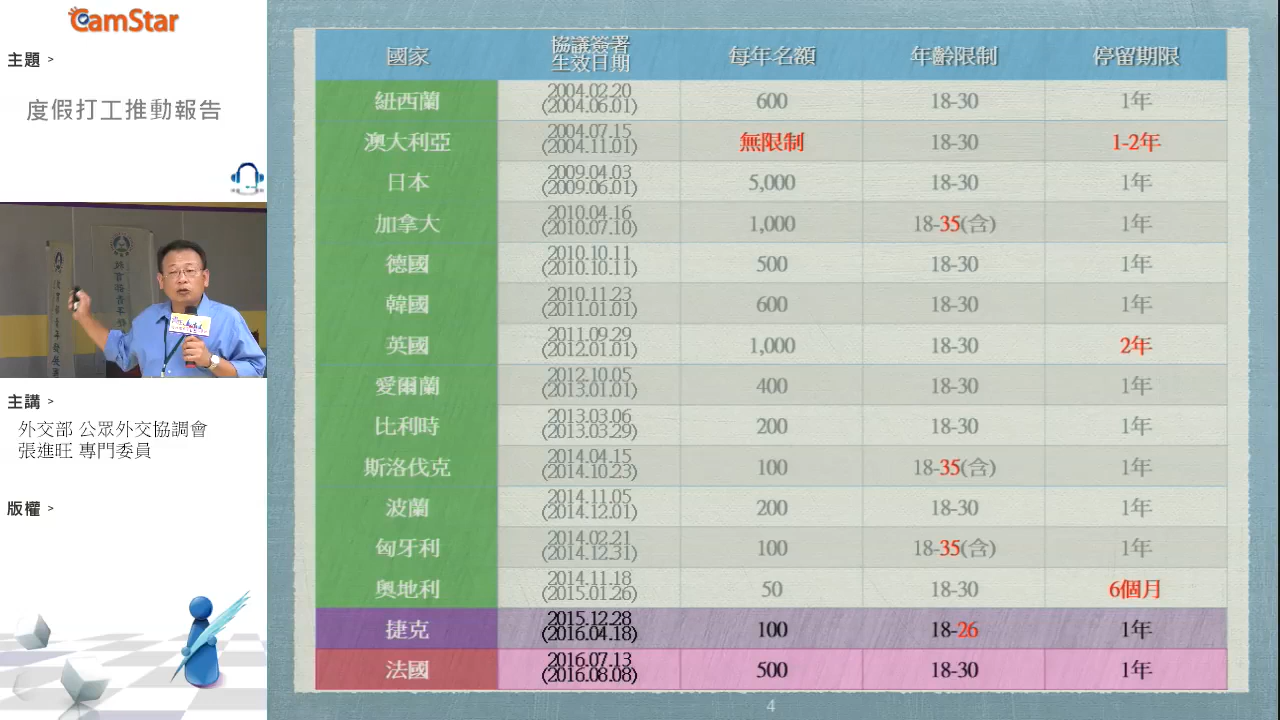 CamStar
主題 >
度假打工推動報告
主講 >
外交部 公眾外交協調會
張進旺 專門委員
版權 >
國家 協議簽署 生效日期 每年名額 年齡限制 停留期限
紐西蘭 2004.02.20 (2004.06.01) 600 18-30 1年
澳大利亞 2004.07.15 (2004.11.01) 無限制 18-30 1-2年
日本 2009.04.03 (2009.06.01) 5,000 18-30 1年
加拿大 2010.04.16 (2010.07.10) 1,000 18-35(含) 1年
德國 2010.10.11 (2010.10.11) 500 18-30 1年
韓國 2010.11.23 (2011.01.01) 600 18-30 1年
英國 2011.09.29 (2012.01.01) 1,000 18-30 2年
愛爾蘭 2012.10.05 (2013.01.01) 400 18-30 1年
比利時 2013.03.06 (2013.03.29) 200 18-30 1年
斯洛伐克 2014.04.15 (2014.10.23) 100 18-35(含) 1年
波蘭 2014.11.05 (2014.12.01) 200 18-30 1年
匈牙利 2014.02.21 (2014.12.31) 100 18-35(含) 1年
奧地利 2014.11.18 (2015.01.26) 50 18-30 6個月
捷克 2015.12.28 (2016.04.18) 100 18-26 1年
法國 2016.07.13 (2016.08.08) 500 18-30 1年
4